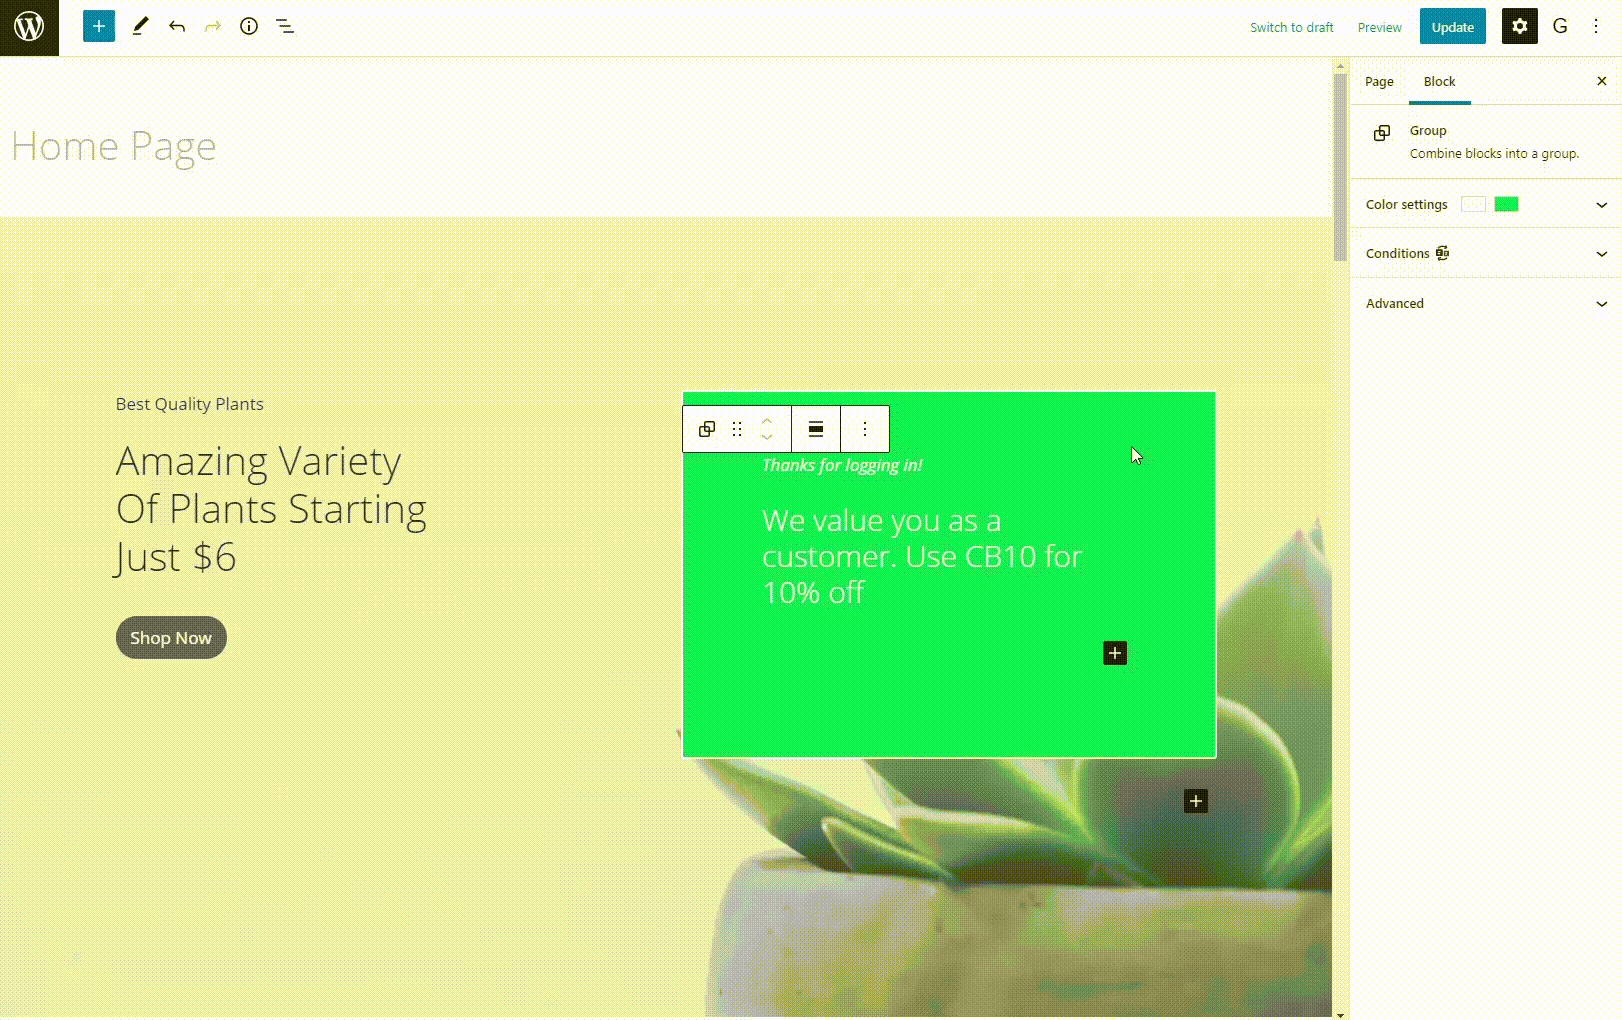 Switch to draft
Preview
Update
G
Page
Block
Home Page
Group
Combine blocks into a group.
Color settings
Conditions
Advanced
Best Quality Plants
Amazing Variety
Of Plants Starting
Just $6
Shop Now
Thanks for logging in!
We value you as a
customer. Use CB10 for
10% off